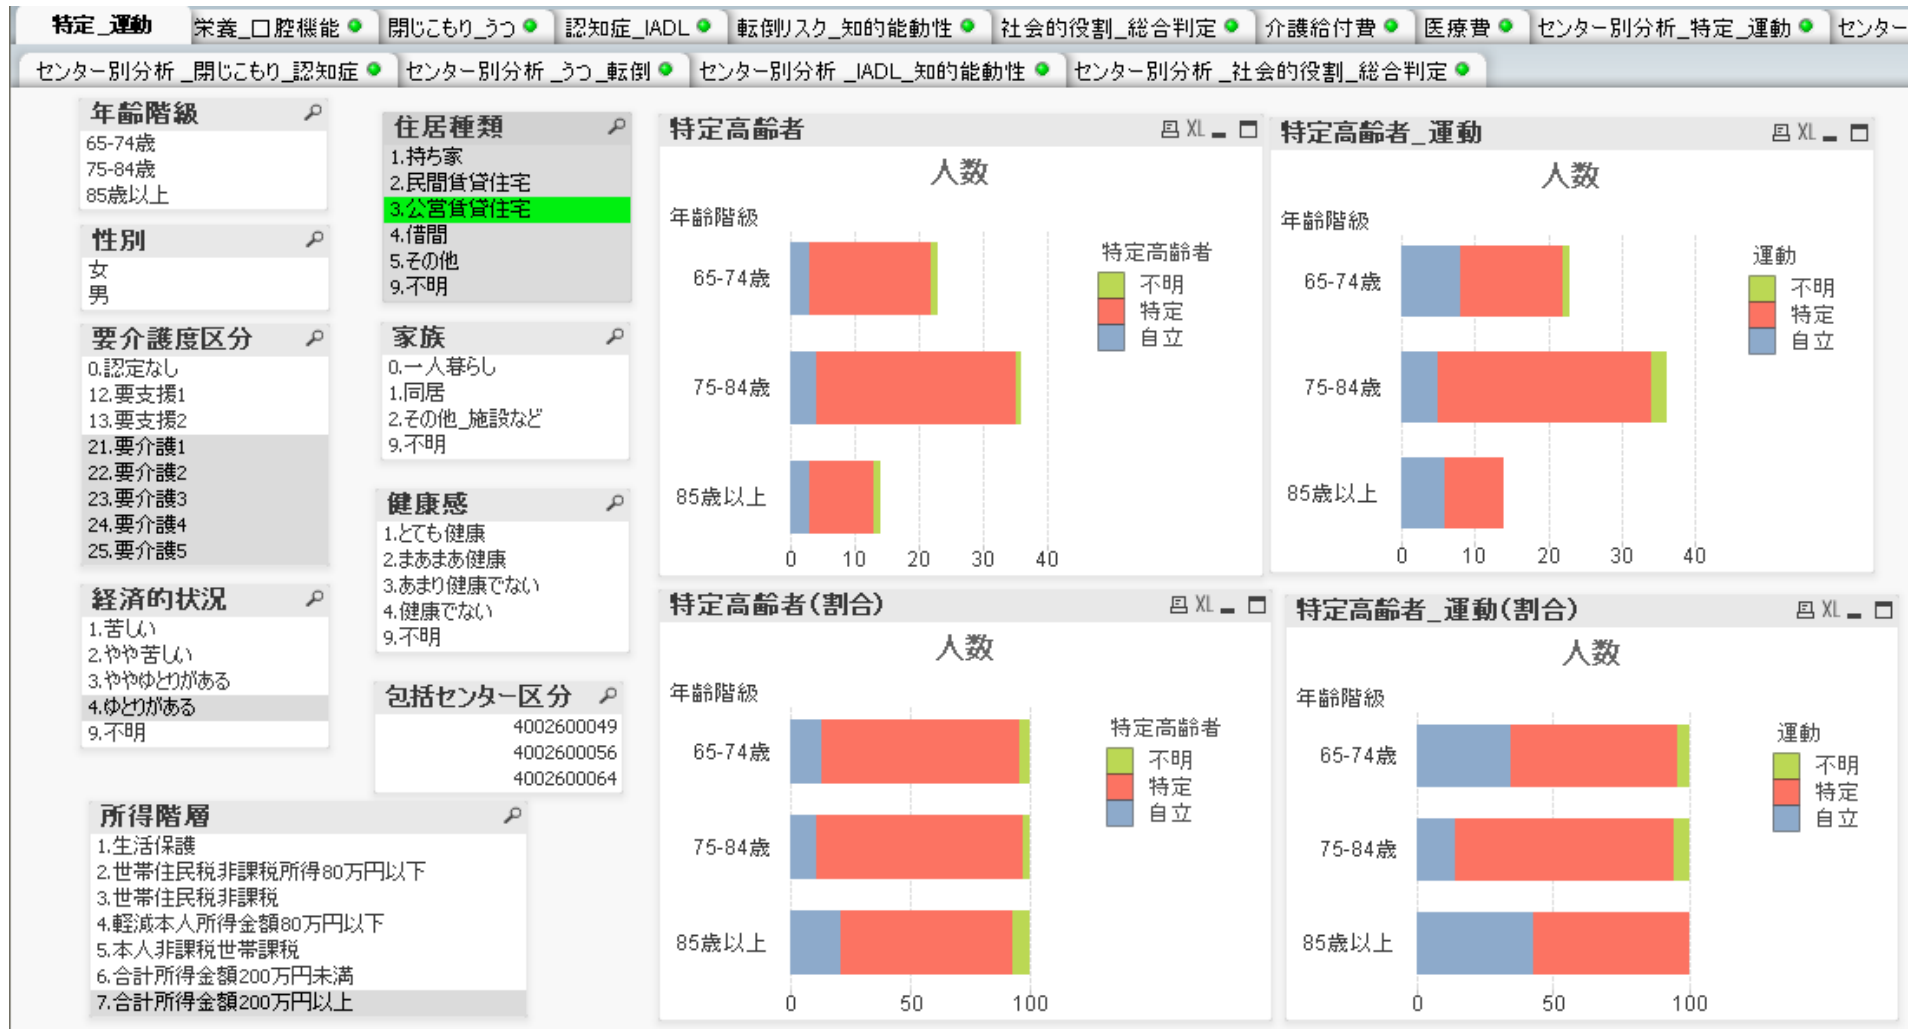 特定_運動
栄養_口腔機能
閉じこもり_うつ
認知症_IADL
転倒リスク_知的能動性
社会的役割_総合判定
介護給付費
医療費
センター別分析_特定_運動
センター
センター別分析 _閉じこもり_認知症
センター別分析 _うつ_転倒
センター別分析 _IADL_知的能動性
センター別分析 _社会的役割_総合判定
年齢階級
65-74歳
75-84歳
85歳以上
性別
女
男
要介護度区分
0.認定なし
12.要支援1
13.要支援2
21.要介護1
22.要介護2
23.要介護3
24.要介護4
25.要介護5
経済的状況
1.苦しい
2.やや苦しい
3.ややゆとりがある
4.ゆとりがある
9.不明
所得階層
1.生活保護
2.世帯住民税非課税所得80万円以下
3.世帯住民税非課税
4.軽減本人所得金額80万円以下
5.本人非課税世帯課税
6.合計所得金額200万円未満
7.合計所得金額200万円以上
住居種類
1.持ち家
2.民間賃貸住宅
3.公営賃貸住宅
4.借間
5.その他
9.不明
家族
0.一人暮らし
1.同居
2.その他_施設など
9.不明
健康感
1.とても健康
2.まあまあ健康
3.あまり健康でない
4.健康でない
9.不明
包括センター区分
4002600049
4002600056
4002600064
特定高齢者
XL
人数
年齢階級
65-74歳
75-84歳
85歳以上
0 10 20 30 40
特定高齢者
不明
特定
自立
特定高齢者_運動
XL
人数
年齢階級
65-74歳
75-84歳
85歳以上
0 10 20 30 40
運動
不明
特定
自立
特定高齢者(割合)
XL
人数
年齢階級
65-74歳
75-84歳
85歳以上
0 50 100
特定高齢者
不明
特定
自立
特定高齢者_運動(割合)
XL
人数
年齢階級
65-74歳
75-84歳
85歳以上
0 50 100
運動
不明
特定
自立